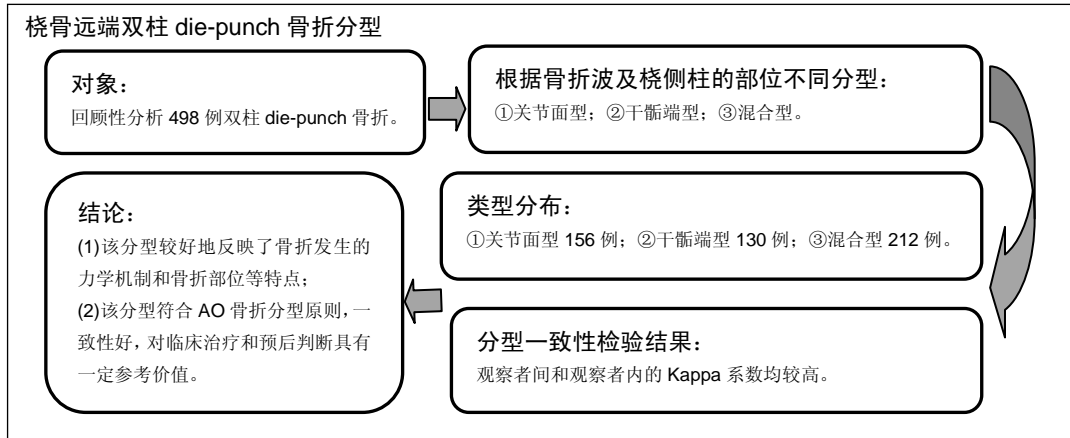 桡骨远端双柱 die-punch 骨折分型
对象：
回顾性分析 498 例双柱 die-punch 骨折。
根据骨折波及桡侧柱的部位不同分型：
①关节面型；②干骺端型；③混合型。
类型分布：
①关节面型 156 例；②干骺端型 130 例；③混合型 212 例。
分型一致性检验结果：
观察者间和观察者内的 Kappa 系数均较高。
结论：
(1)该分型较好地反映了骨折发生的
力学机制和骨折部位等特点；
(2)该分型符合 AO 骨折分型原则，一
致性好，对临床治疗和预后判断具有
一定参考价值。